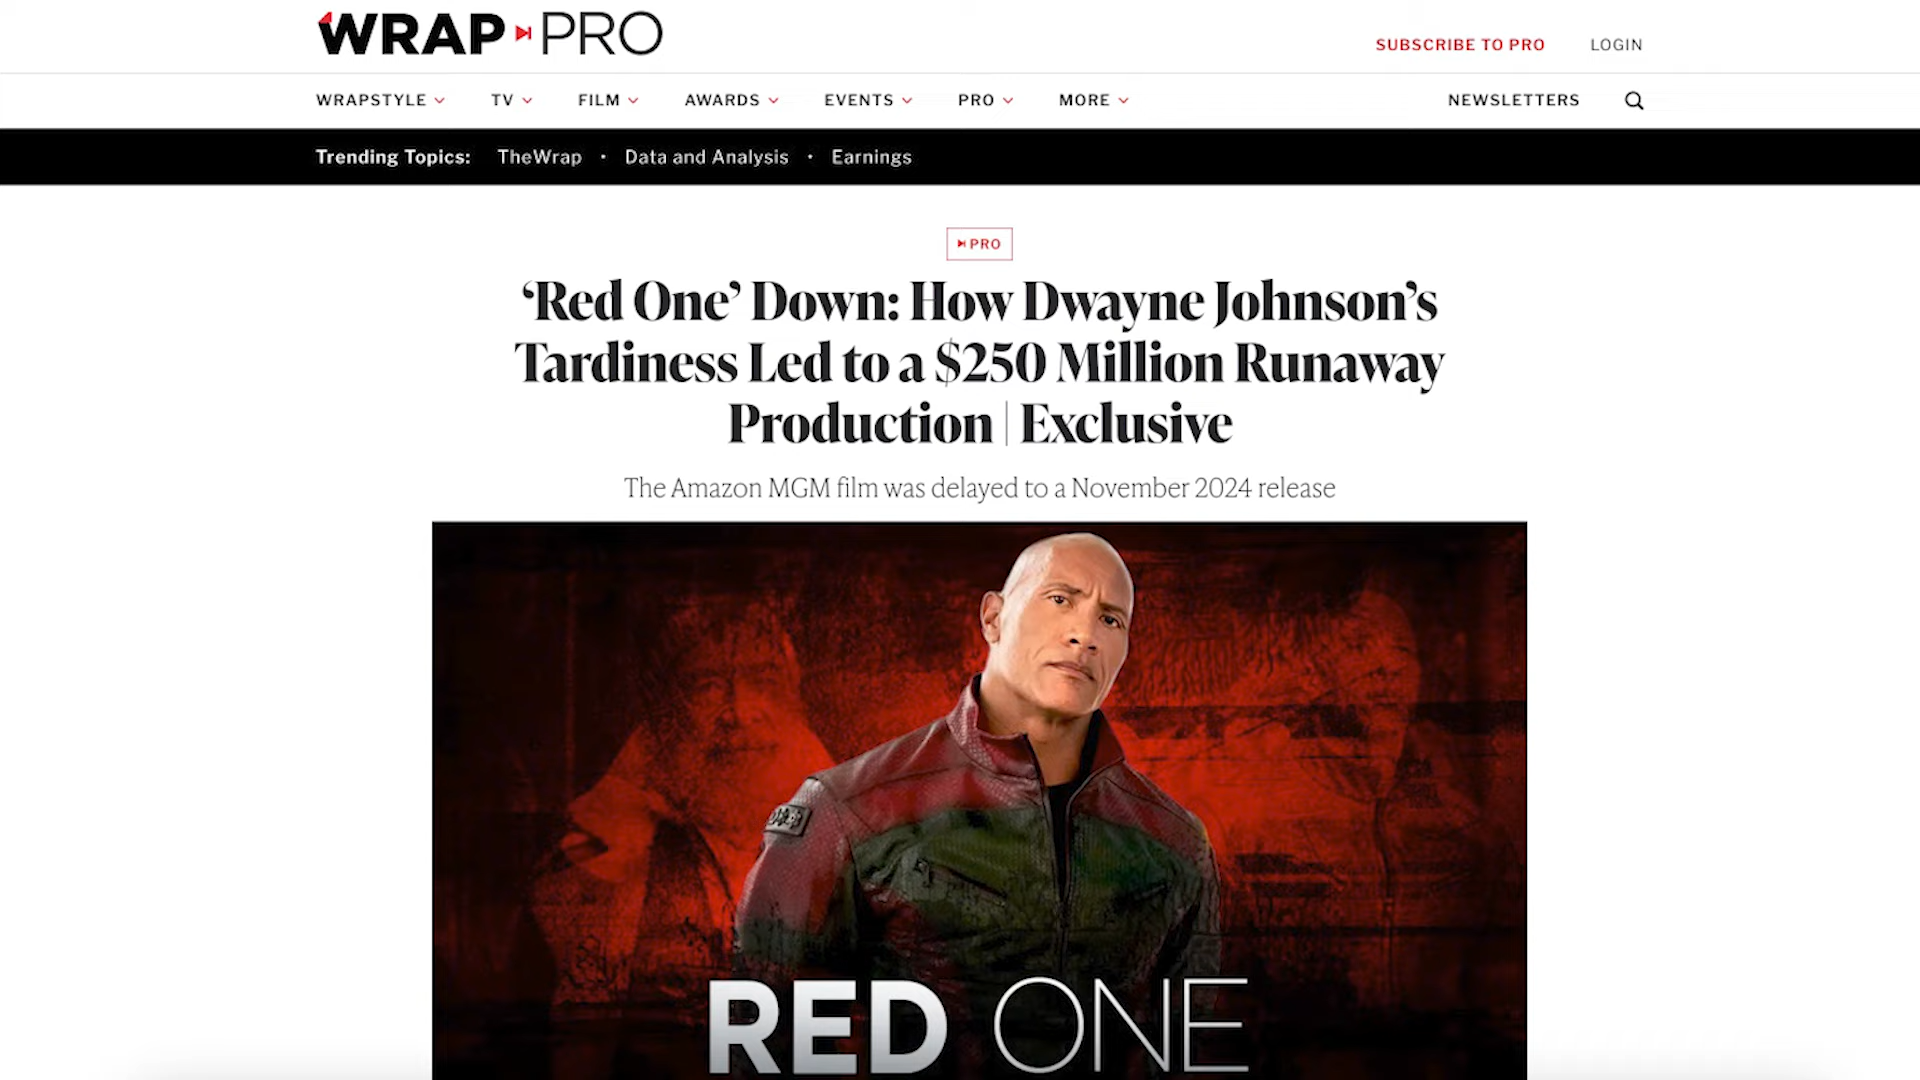 WRAP PRO
SUBSCRIBE TO PRO LOGIN
WRAPSTYLE TV FILM AWARDS EVENTS PRO MORE NEWSLETTERS
Trending Topics: TheWrap • Data and Analysis • Earnings
PRO
‘Red One’ Down: How Dwayne Johnson’s
Tardiness Led to a $250 Million Runaway
Production | Exclusive
The Amazon MGM film was delayed to a November 2024 release
RED ONE